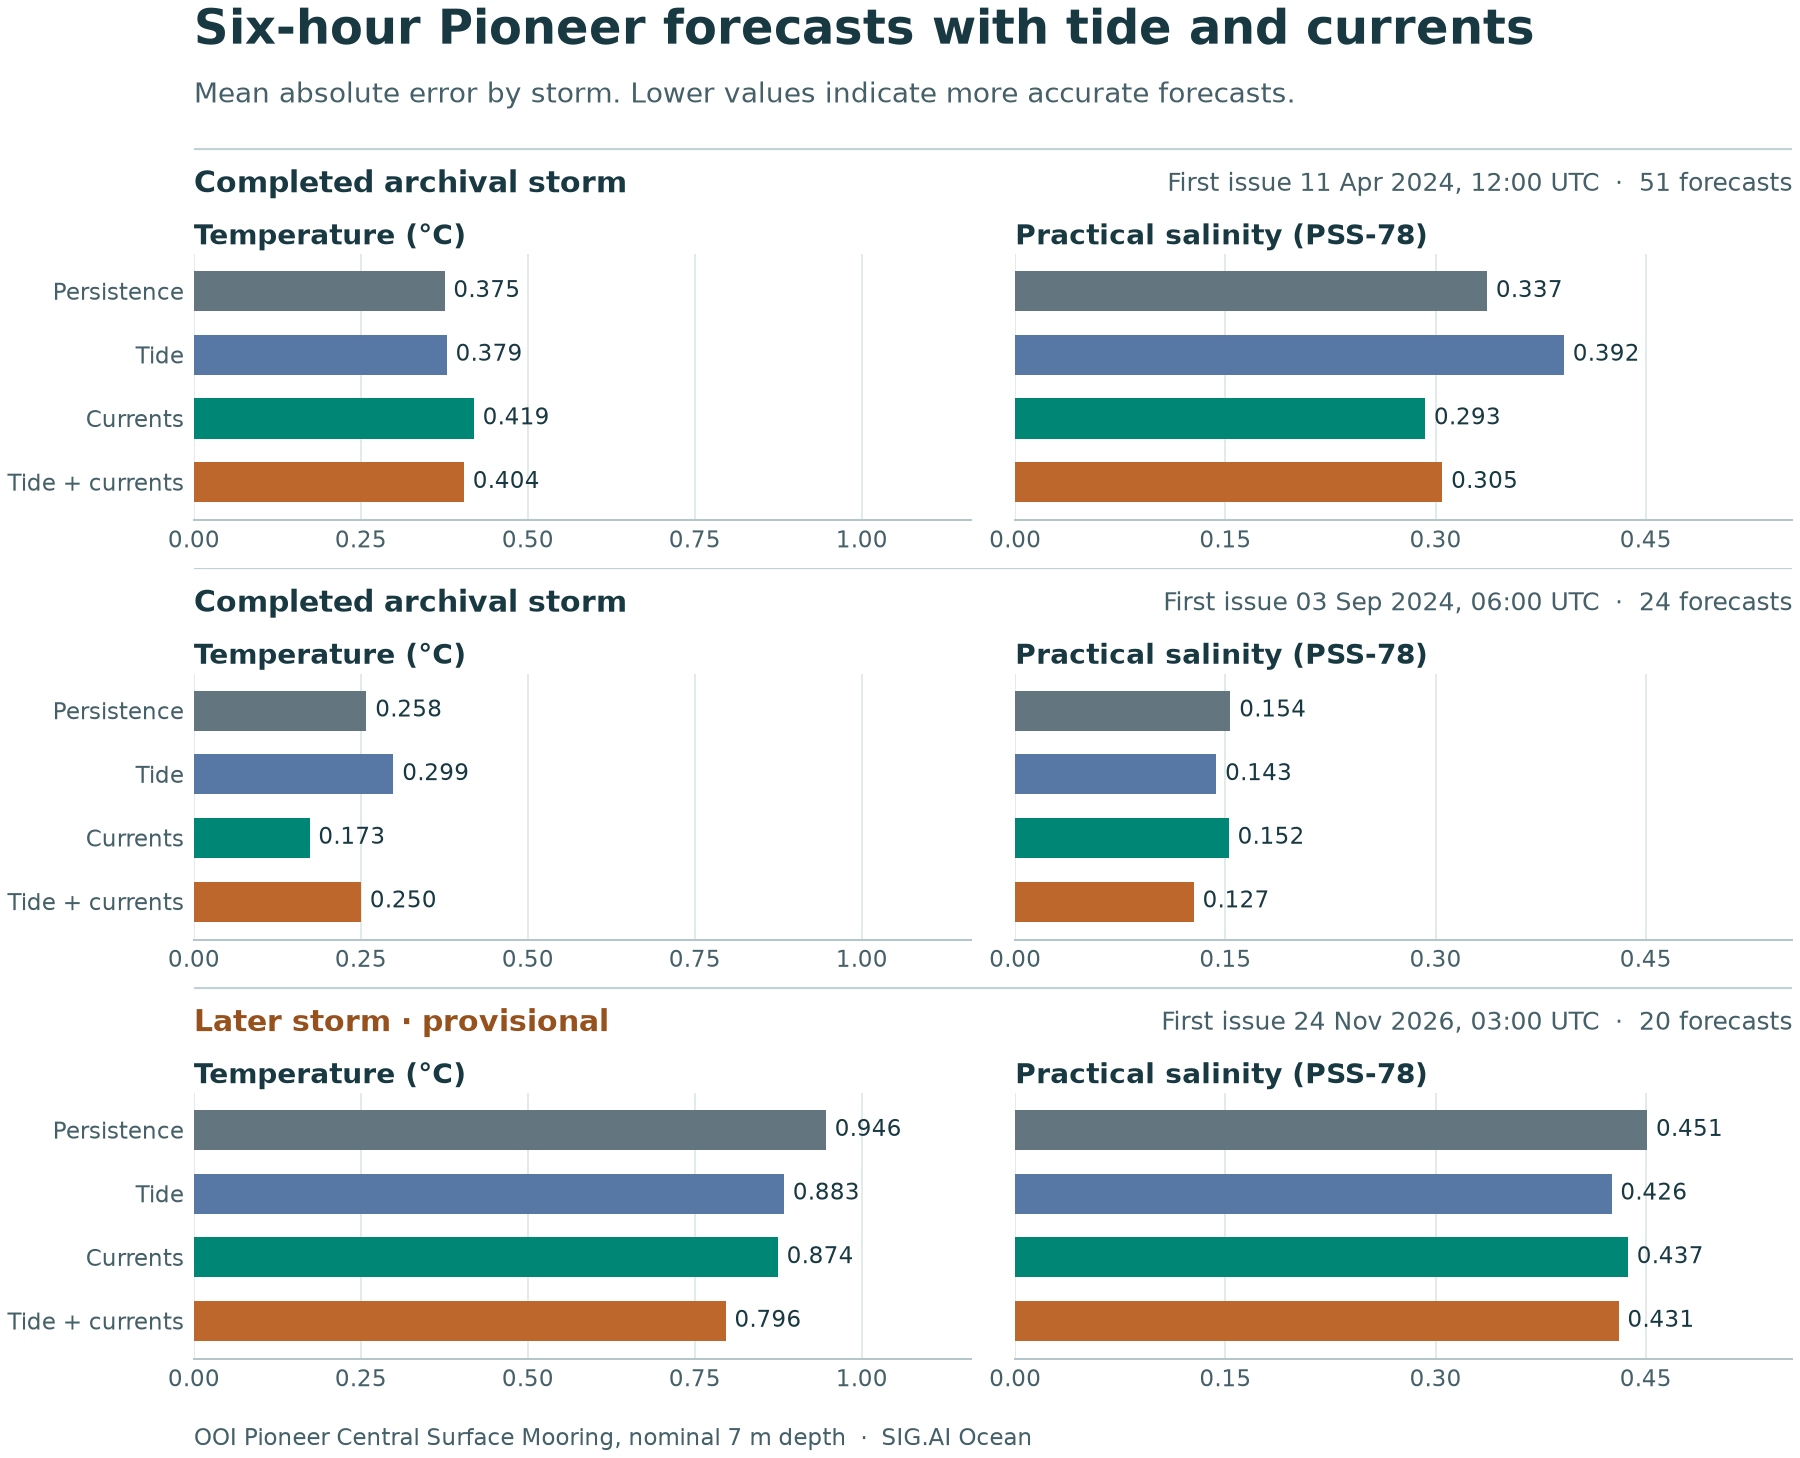 Six-hour Pioneer forecasts with tide and currents
Mean absolute error by storm. Lower values indicate more accurate forecasts.
Completed archival storm
First issue 11 Apr 2024, 12:00 UTC · 51 forecasts
Temperature (°C)
Practical salinity (PSS-78)
Persistence 0.375 0.337
Tide 0.379 0.392
Currents 0.419 0.293
Tide + currents 0.404 0.305
0.00 0.25 0.50 0.75 1.00 0.00 0.15 0.30 0.45
Completed archival storm
First issue 03 Sep 2024, 06:00 UTC · 24 forecasts
Temperature (°C)
Practical salinity (PSS-78)
Persistence 0.258 0.154
Tide 0.299 0.143
Currents 0.173 0.152
Tide + currents 0.250 0.127
0.00 0.25 0.50 0.75 1.00 0.00 0.15 0.30 0.45
Later storm · provisional
First issue 24 Nov 2026, 03:00 UTC · 20 forecasts
Temperature (°C)
Practical salinity (PSS-78)
Persistence 0.946 0.451
Tide 0.883 0.426
Currents 0.874 0.437
Tide + currents 0.796 0.431
0.00 0.25 0.50 0.75 1.00 0.00 0.15 0.30 0.45
OOI Pioneer Central Surface Mooring, nominal 7 m depth · SIG.AI Ocean